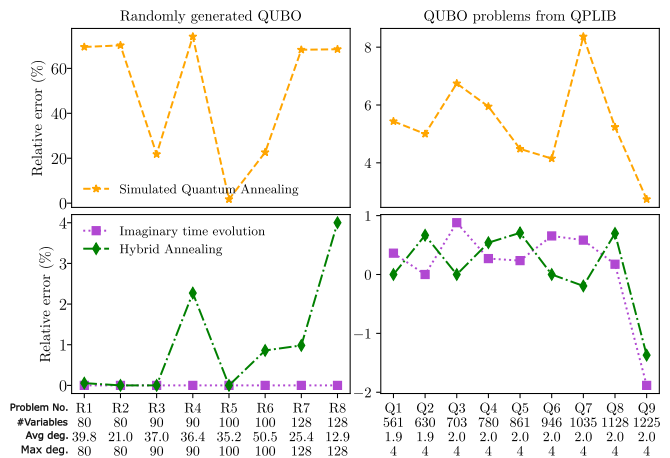 Randomly generated QUBO
QUBO problems from QPLIB
Relative error (%)
60
40
20
0
Simulated Quantum Annealing
8
6
4
Relative error (%)
4
3
2
1
0
Imaginary time evolution
Hybrid Annealing
1
0
−1
−2
Problem No. R1 R2 R3 R4 R5 R6 R7 R8 Q1 Q2 Q3 Q4 Q5 Q6 Q7 Q8 Q9
#Variables 80 80 90 90 100 100 128 128 561 630 703 780 861 946 1035 1128 1225
Avg deg. 39.8 21.0 37.0 36.4 35.2 50.5 25.4 12.9 1.9 1.9 2.0 2.0 2.0 2.0 2.0 2.0 2.0
Max deg. 80 80 90 90 100 100 128 128 4 4 4 4 4 4 4 4 4